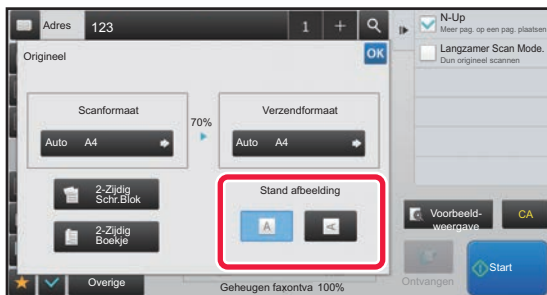 Adres 123 1 +
N-Up
Meer pag. op een pag. plaatsen
Langzamer Scan Mode.
Dun origineel scannen
Origineel
OK
Scanformaat
70%
Verzendformaat
Auto A4
Auto A4
2-Zijdig
Schr.Blok
2-Zijdig
Boekje
Stand afbeelding
A A
Voorbeeld-
weergave
CA
Overige
Geheugen faxontva 100%
Ontvangen
Start